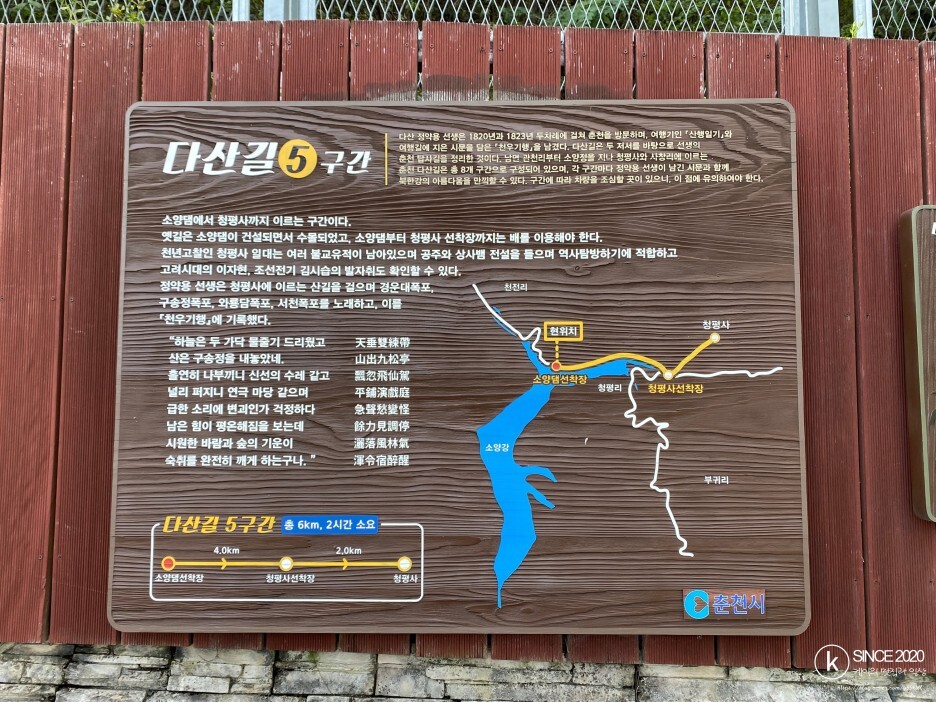 다산길 5 구간
다산 정약용 선생은 1820년과 1823년 두차례에 걸쳐 춘천을 방문하며, 여행기인 「산행일기」와
여행길에 지은 시문을 담은 「천우기행」을 남겼다. 다산길은 두 저서를 바탕으로 선생의
춘천 답사길을 정리한 것이다. 남면 관천리부터 소양정을 지나 청평사와 사창리에 이르는
춘천 다산길은 총 8개 구간으로 구성되어 있으며, 각 구간마다 정약용 선생이 남긴 시문과 함께
북한강의 아름다움을 만끽할 수 있다. 구간에 따라 차량을 조심할 곳이 있으니, 이 점에 유의하여야 한다.
소양댐에서 청평사까지 이르는 구간이다.
옛길은 소양댐이 건설되면서 수몰되었고, 소양댐부터 청평사 선착장까지는 배를 이용해야 한다.
천년고찰인 청평사 일대는 여러 불교유적이 남아있으며 공주와 상사뱀 전설을 들으며 역사탐방하기에 적합하고
고려시대의 이자현, 조선전기 김시습의 발자취도 확인할 수 있다.
정약용 선생은 청평사에 이르는 산길을 걸으며 경운대폭포,
구송정폭포, 와룡담폭포, 서천폭포를 노래하고, 이를
「천우기행」에 기록했다.
"하늘은 두 가닥 물줄기 드리웠고 天垂雙練帶
산은 구송정을 내놓았네. 山出九松亭
홀연히 나부끼니 신선의 수레 같고 飄忽飛仙駕
널리 퍼지니 연극 마당 같으며 平鋪演戲庭
급한 소리에 변괴인가 걱정하다 急聲愁變怪
남은 힘이 평온해짐을 보는데 餘力見調停
시원한 바람과 숲의 기운이 灑落風林氣
숙취를 완전히 깨게 하는구나. " 渾令宿醉醒
천전리
현위치
청평사
소양댐선착장
청평리
청평사선착장
소양강
부귀리
다산길 5구간 총 6km, 2시간 소요
4.0km 2.0km
소양댐선착장 청평사선착장 청평사
춘천시
k SINCE 2020